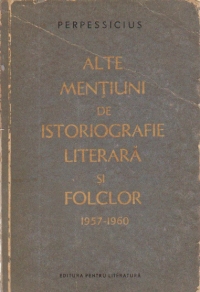 PERPESSICIUS
ALTE
MENȚIUNI
DE
ISTORIOGRAFIE
LITERARĂ
ȘI
FOLCLOR
1957-1960
EDITURA PENTRU LITERATURĂ